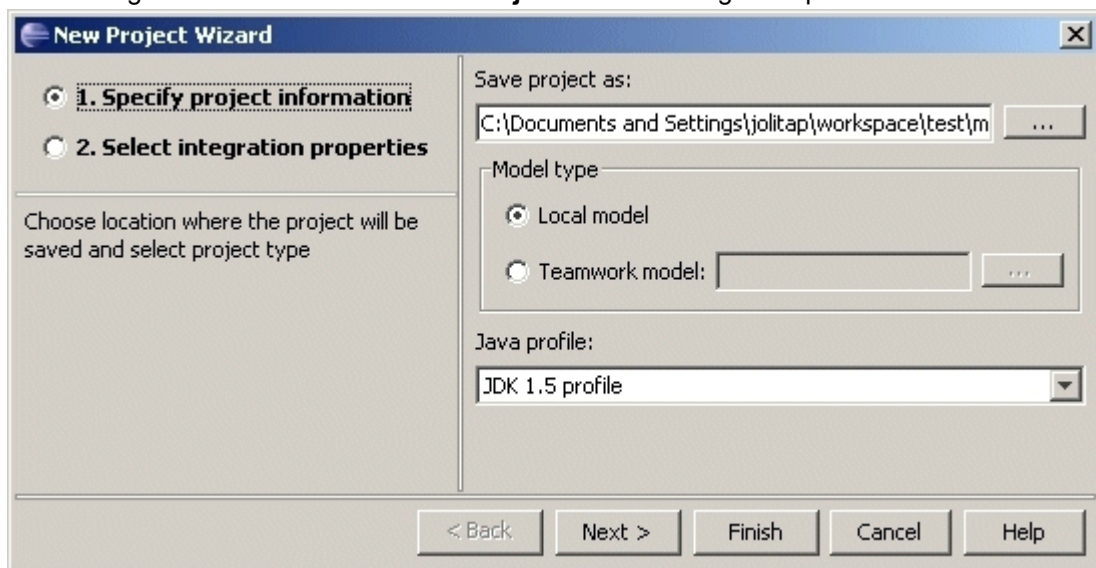 New Project Wizard
1. Specify project information
2. Select integration properties
Choose location where the project will be
saved and select project type
Save project as:
C:\Documents and Settings\jolitap\workspace\test\m
...
Model type
Local model
Teamwork model:
...
Java profile:
JDK 1.5 profile
< Back
Next >
Finish
Cancel
Help